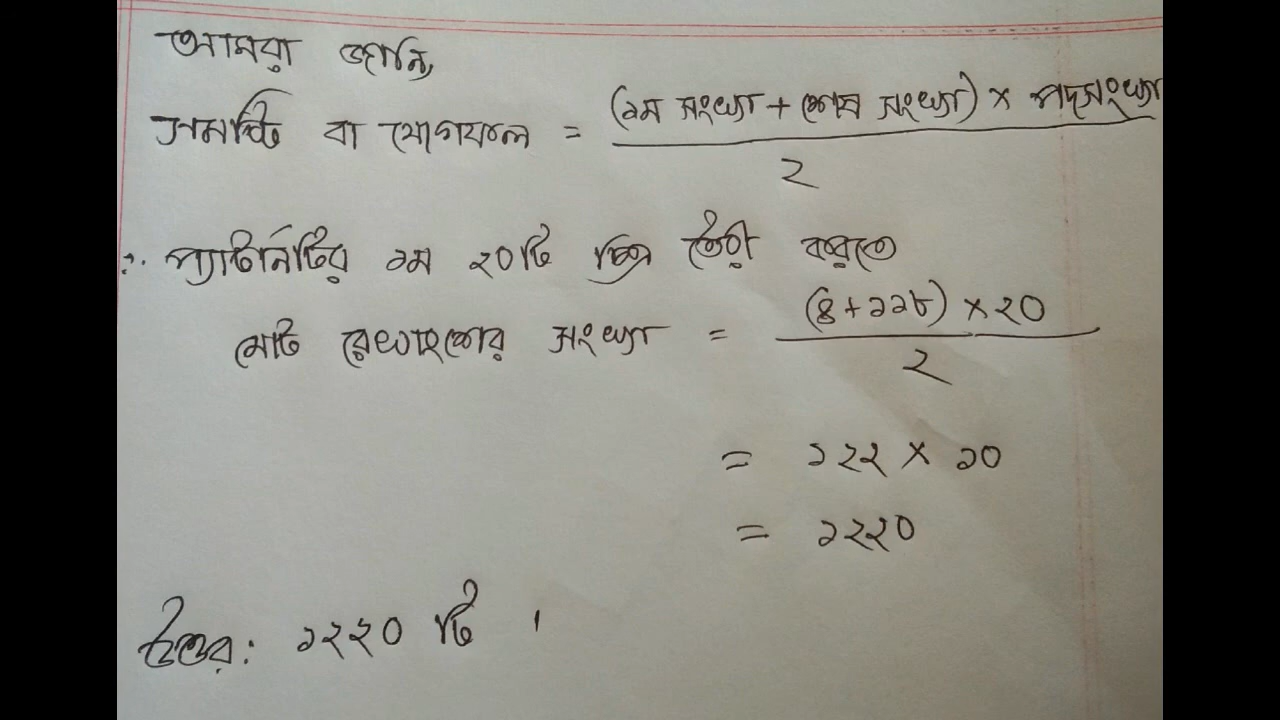 আমরা জানি,
সমষ্টি বা যোগফল = (১ম সংখ্যা + শেষ সংখ্যা) × পদসংখ্যা / ২
∴ প্যাটার্নটির ১ম ২০টি চিত্র তৈরী করতে
মোট রেখাংশের সংখ্যা = (৪+১১৮) × ২০ / ২
= ১২২ × ১০
= ১২২০
উত্তর: ১২২০ টি ।